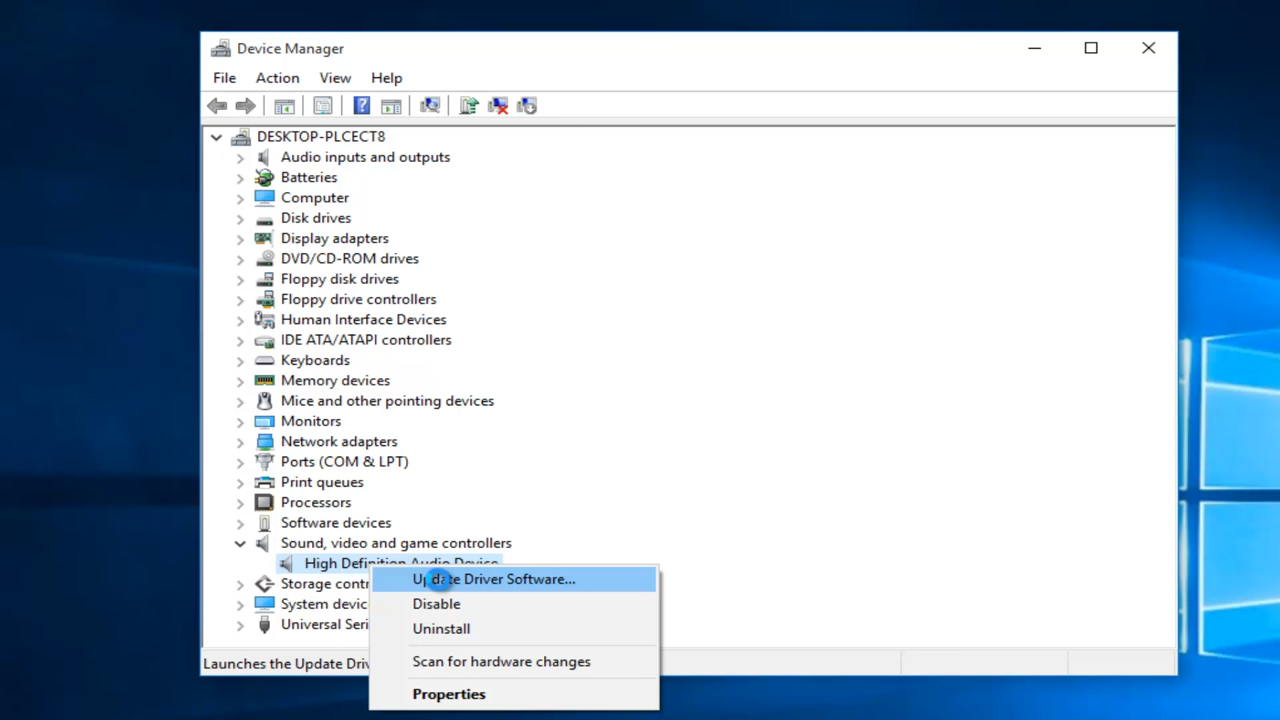 Device Manager
File Action View Help
DESKTOP-PLCECT8
Audio inputs and outputs
Batteries
Computer
Disk drives
Display adapters
DVD/CD-ROM drives
Floppy disk drives
Floppy drive controllers
Human Interface Devices
IDE ATA/ATAPI controllers
Keyboards
Memory devices
Mice and other pointing devices
Monitors
Network adapters
Ports (COM & LPT)
Print queues
Processors
Software devices
Sound, video and game controllers
High Definition Audio Device
Update Driver Software...
Storage contr
Disable
System devic
Uninstall
Universal Seri
Scan for hardware changes
Launches the Update Driv
Properties